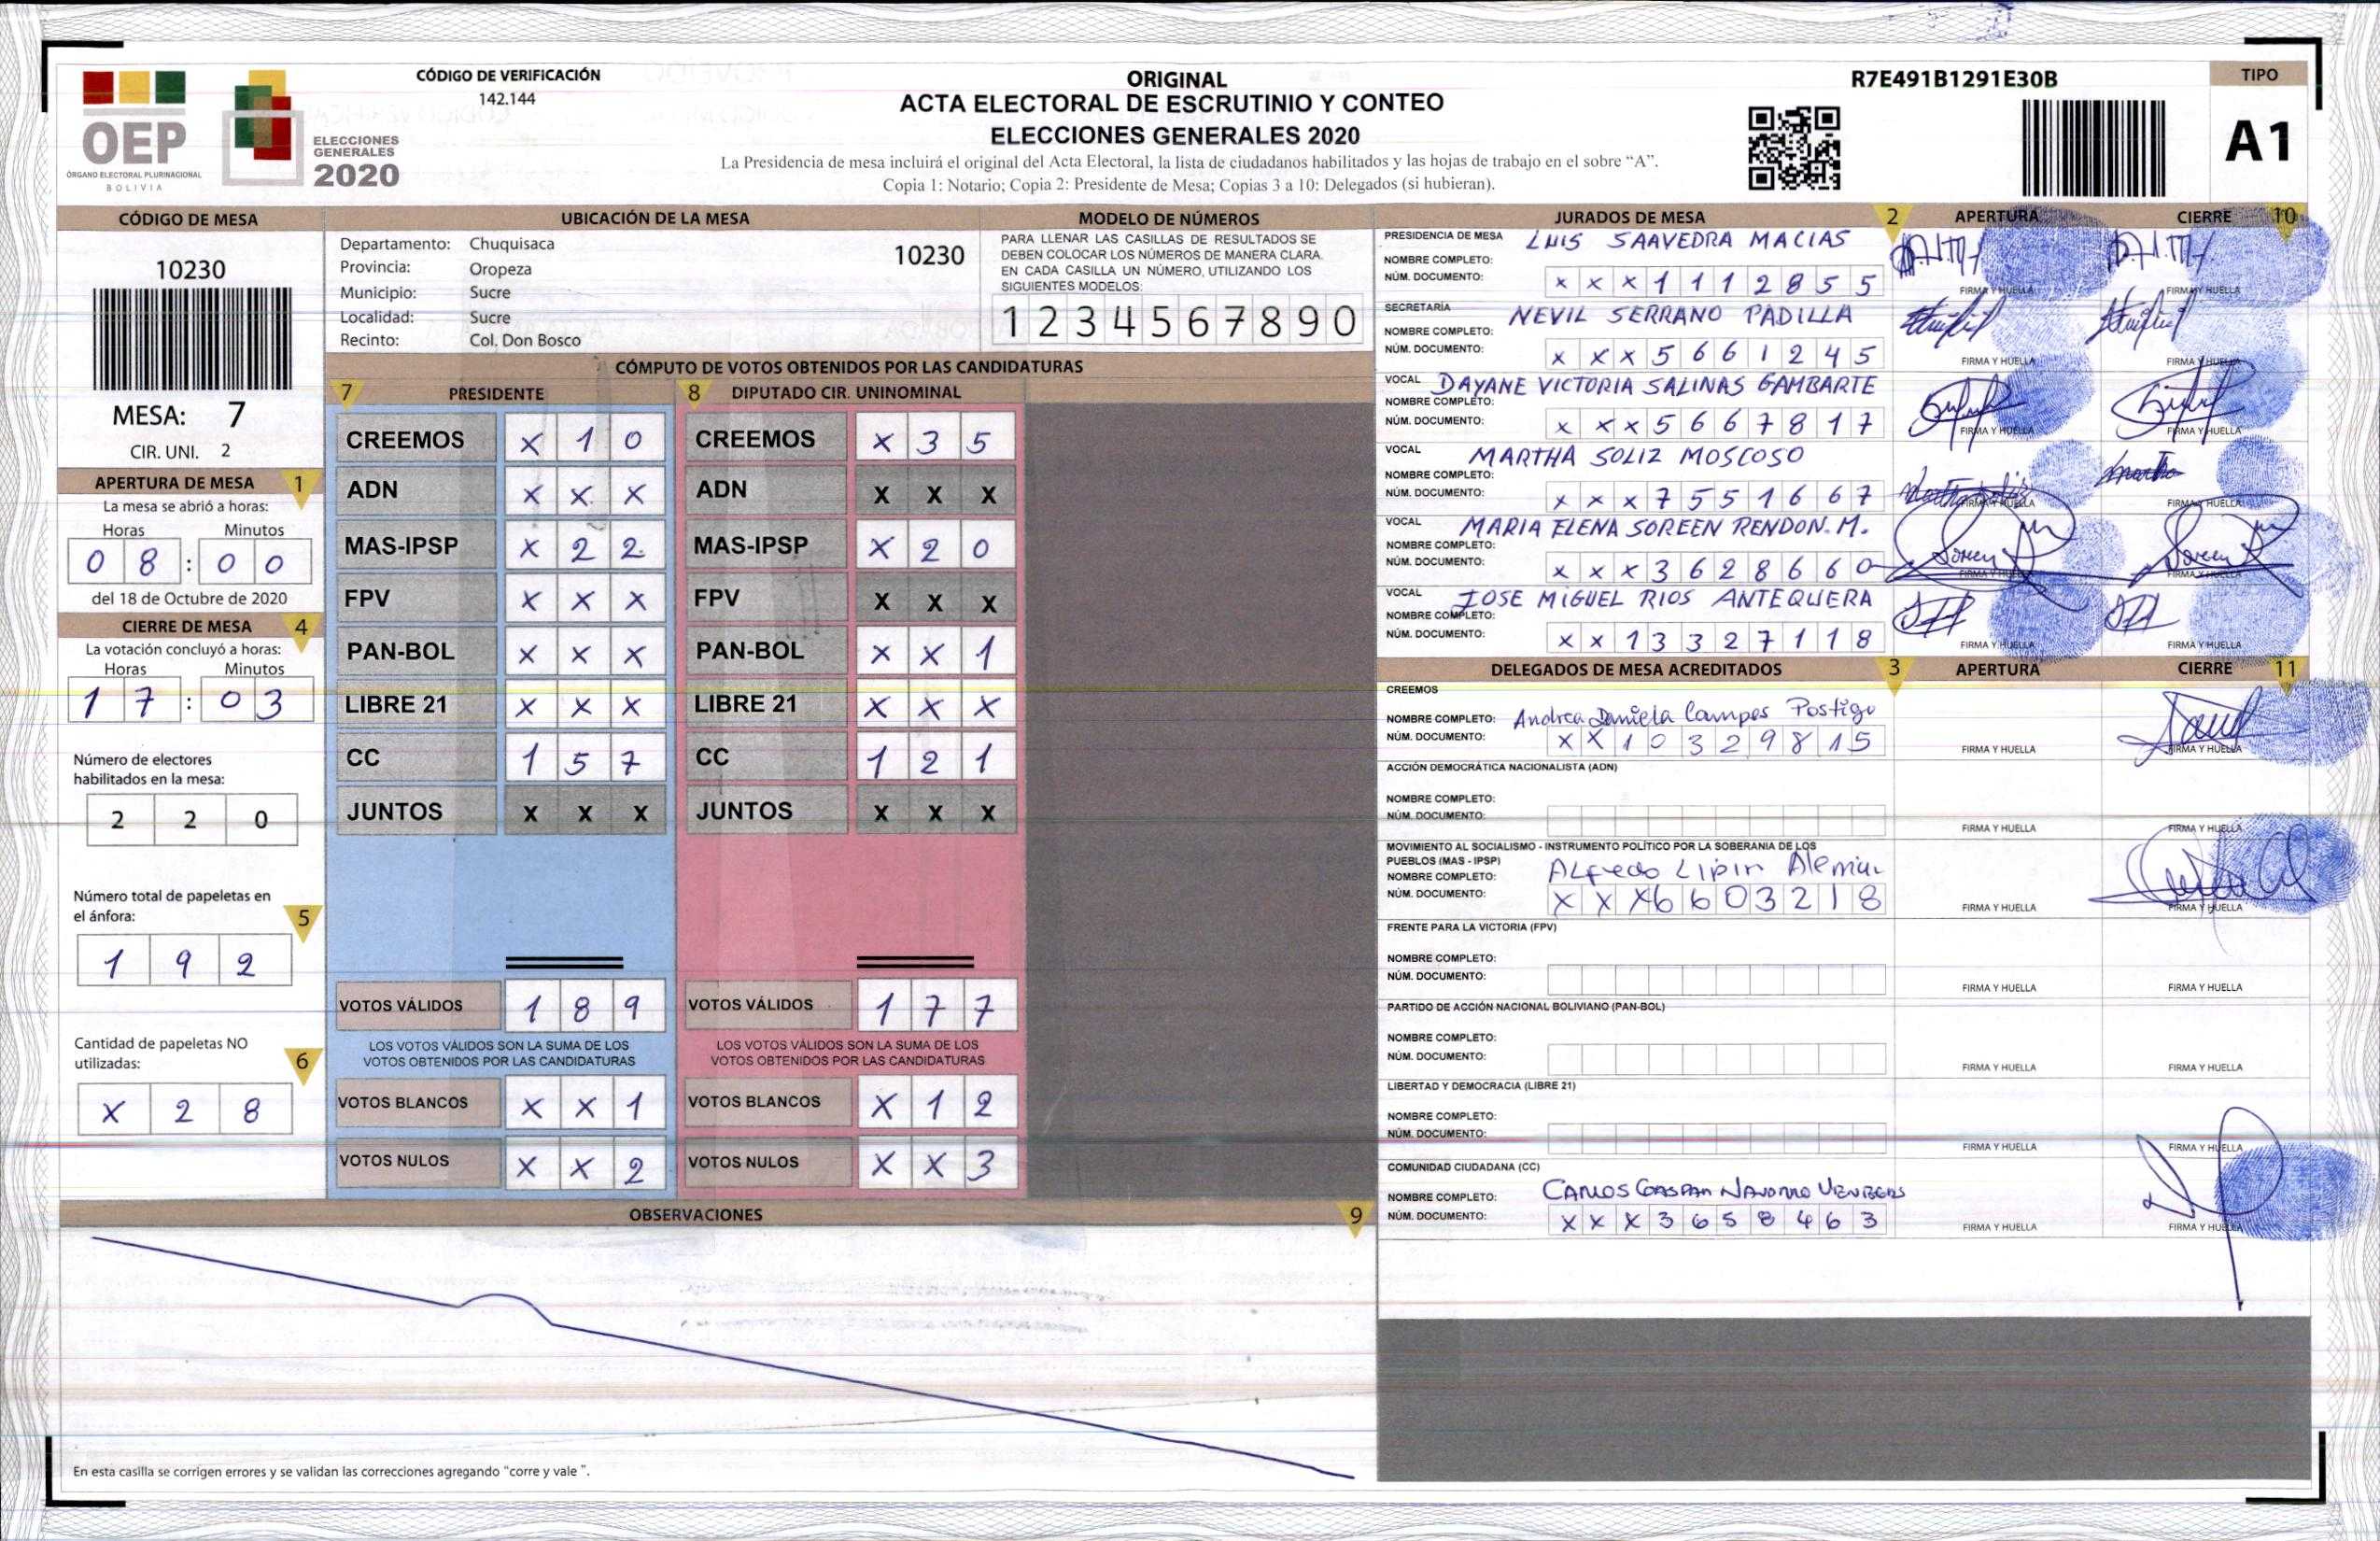 CÓDIGO DE VERIFICACIÓN
142.144
ORIGINAL
ACTA ELECTORAL DE ESCRUTINIO Y CONTEO
ELECCIONES GENERALES 2020
La Presidencia de mesa incluirá el original del Acta Electoral, la lista de ciudadanos habilitados y las hojas de trabajo en el sobre “A”.
Copia 1: Notario; Copia 2: Presidente de Mesa; Copias 3 a 10: Delegados (si hubieran).
R7E491B1291E30B
TIPO
A1
OEP
ÓRGANO ELECTORAL PLURINACIONAL
BOLIVIA
ELECCIONES
GENERALES
2020
CÓDIGO DE MESA
10230
MESA: 7
CIR. UNI. 2
APERTURA DE MESA 1
La mesa se abrió a horas:
Horas Minutos
0 8 : 0 0
del 18 de Octubre de 2020
CIERRE DE MESA 4
La votación concluyó a horas:
Horas Minutos
1 7 : 0 3
Número de electores
habilitados en la mesa:
2 2 0
Número total de papeletas en
el ánfora: 5
1 9 2
Cantidad de papeletas NO
utilizadas: 6
X 2 8
UBICACIÓN DE LA MESA
Departamento: Chuquisaca 10230
Provincia: Oropeza
Municipio: Sucre
Localidad: Sucre
Recinto: Col. Don Bosco
MODELO DE NÚMEROS
PARA LLENAR LAS CASILLAS DE RESULTADOS SE
DEBEN COLOCAR LOS NÚMEROS DE MANERA CLARA.
EN CADA CASILLA UN NÚMERO, UTILIZANDO LOS
SIGUIENTES MODELOS:
1 2 3 4 5 6 7 8 9 0
CÓMPUTO DE VOTOS OBTENIDOS POR LAS CANDIDATURAS
7 PRESIDENTE 8 DIPUTADO CIR. UNINOMINAL
CREEMOS X 1 0 CREEMOS X 3 5
ADN X X X ADN X X X
MAS-IPSP X 2 2 MAS-IPSP X 2 0
FPV X X X FPV X X X
PAN-BOL X X X PAN-BOL X X 1
LIBRE 21 X X X LIBRE 21 X X X
CC 1 5 7 CC 1 2 1
JUNTOS X X X JUNTOS X X X
VOTOS VÁLIDOS 1 8 9 VOTOS VÁLIDOS 1 7 7
LOS VOTOS VÁLIDOS SON LA SUMA DE LOS LOS VOTOS VÁLIDOS SON LA SUMA DE LOS
VOTOS OBTENIDOS POR LAS CANDIDATURAS VOTOS OBTENIDOS POR LAS CANDIDATURAS
VOTOS BLANCOS X X 1 VOTOS BLANCOS X 1 2
VOTOS NULOS X X 2 VOTOS NULOS X X 3
OBSERVACIONES 9
En esta casilla se corrigen errores y se validan las correcciones agregando "corre y vale ".
JURADOS DE MESA 2 APERTURA CIERRE 10
PRESIDENCIA DE MESA LUIS SAAVEDRA MACIAS
NOMBRE COMPLETO:
NÚM. DOCUMENTO: X X X 1 1 1 2 8 5 5 FIRMA Y HUELLA FIRMA Y HUELLA
SECRETARÍA NEVIL SERRANO PADILLA
NOMBRE COMPLETO:
NÚM. DOCUMENTO: X X X 5 6 6 1 2 4 5 FIRMA Y HUELLA FIRMA Y HUELLA
VOCAL DAYANE VICTORIA SALINAS GAMBARTE
NOMBRE COMPLETO:
NÚM. DOCUMENTO: X X X 5 6 6 7 8 1 7 FIRMA Y HUELLA FIRMA Y HUELLA
VOCAL MARTHA SOLIZ MOSCOSO
NOMBRE COMPLETO:
NÚM. DOCUMENTO: X X X 7 5 5 1 6 6 7 FIRMA Y HUELLA FIRMA Y HUELLA
VOCAL MARIA ELENA SOREEN RENDON. M.
NOMBRE COMPLETO:
NÚM. DOCUMENTO: X X X 3 6 2 8 6 6 0 FIRMA Y HUELLA FIRMA Y HUELLA
VOCAL JOSE MIGUEL RIOS ANTEQUERA
NOMBRE COMPLETO:
NÚM. DOCUMENTO: X X 1 3 3 2 7 1 1 8 FIRMA Y HUELLA FIRMA Y HUELLA
DELEGADOS DE MESA ACREDITADOS 3 APERTURA CIERRE 11
CREEMOS
NOMBRE COMPLETO: Andrea Daniela Campos Postigo
NÚM. DOCUMENTO: X X 1 0 3 2 9 8 1 5 FIRMA Y HUELLA FIRMA Y HUELLA
ACCIÓN DEMOCRÁTICA NACIONALISTA (ADN)
NOMBRE COMPLETO:
NÚM. DOCUMENTO: FIRMA Y HUELLA FIRMA Y HUELLA
MOVIMIENTO AL SOCIALISMO - INSTRUMENTO POLÍTICO POR LA SOBERANIA DE LOS
PUEBLOS (MAS - IPSP)
NOMBRE COMPLETO: ALfredo Lipiri Aleman
NÚM. DOCUMENTO: X X X 6 6 0 3 2 1 8 FIRMA Y HUELLA FIRMA Y HUELLA
FRENTE PARA LA VICTORIA (FPV)
NOMBRE COMPLETO:
NÚM. DOCUMENTO: FIRMA Y HUELLA FIRMA Y HUELLA
PARTIDO DE ACCIÓN NACIONAL BOLIVIANO (PAN-BOL)
NOMBRE COMPLETO:
NÚM. DOCUMENTO: FIRMA Y HUELLA FIRMA Y HUELLA
LIBERTAD Y DEMOCRACIA (LIBRE 21)
NOMBRE COMPLETO:
NÚM. DOCUMENTO: FIRMA Y HUELLA FIRMA Y HUELLA
COMUNIDAD CIUDADANA (CC)
NOMBRE COMPLETO: CARLOS GASPAR NAVARRO VENEGAS
NÚM. DOCUMENTO: X X X 3 6 5 8 4 6 3 FIRMA Y HUELLA FIRMA Y HUELLA